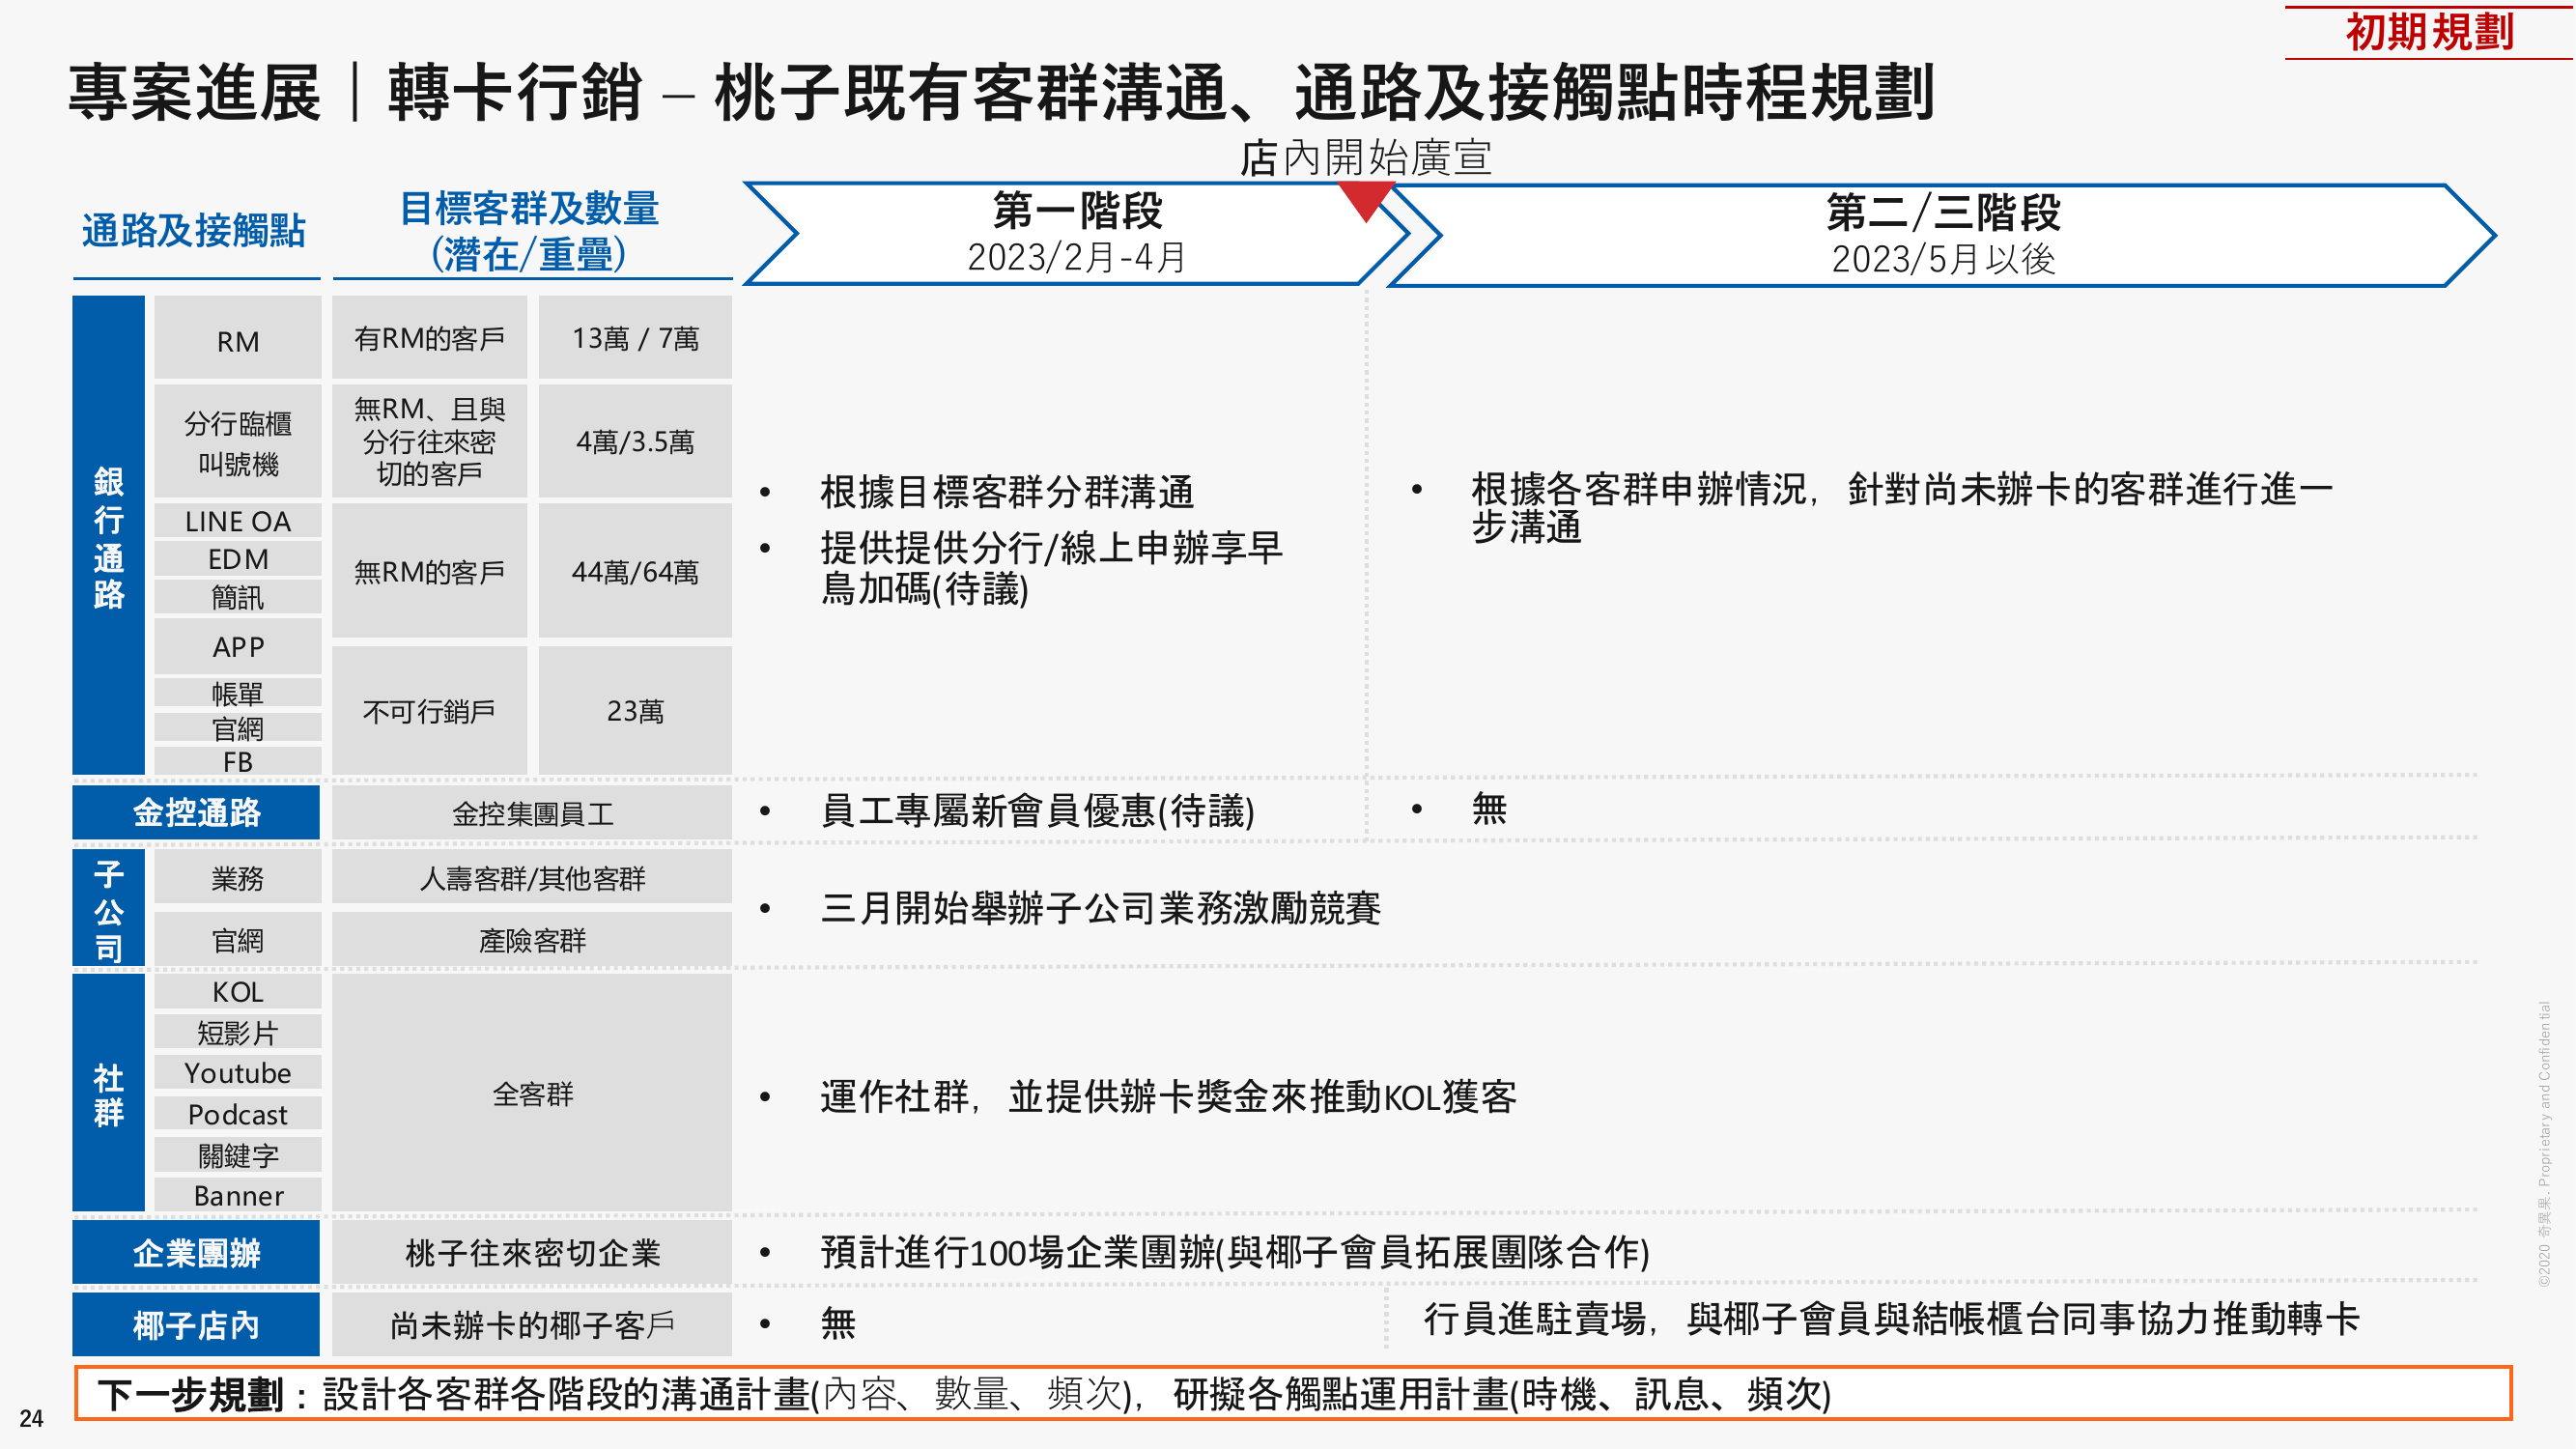 初期規劃
專案進展｜轉卡行銷 – 桃子既有客群溝通、通路及接觸點時程規劃
店內開始廣宣
通路及接觸點
目標客群及數量
(潛在/重疊)
第一階段
2023/2月-4月
第二/三階段
2023/5月以後
銀行通路
RM
有RM的客戶
13萬 / 7萬
分行臨櫃
叫號機
無RM、且與
分行往來密
切的客戶
4萬/3.5萬
LINE OA
EDM
簡訊
無RM的客戶
44萬/64萬
APP
帳單
官網
FB
不可行銷戶
23萬
• 根據目標客群分群溝通
• 提供提供分行/線上申辦享早
鳥加碼(待議)
• 根據各客群申辦情況，針對尚未辦卡的客群進行進一
步溝通
金控通路
金控集團員工
• 員工專屬新會員優惠(待議)
• 無
子公司
業務
人壽客群/其他客群
官網
產險客群
• 三月開始舉辦子公司業務激勵競賽
社群
KOL
短影片
Youtube
Podcast
關鍵字
Banner
全客群
• 運作社群，並提供辦卡獎金來推動KOL獲客
企業團辦
桃子往來密切企業
• 預計進行100場企業團辦(與椰子會員拓展團隊合作)
椰子店內
尚未辦卡的椰子客戶
• 無
行員進駐賣場，與椰子會員與結帳櫃台同事協力推動轉卡
下一步規劃：設計各客群各階段的溝通計畫(內容、數量、頻次)，研擬各觸點運用計畫(時機、訊息、頻次)
24
©2020 奇異果. Proprietary and Confidential